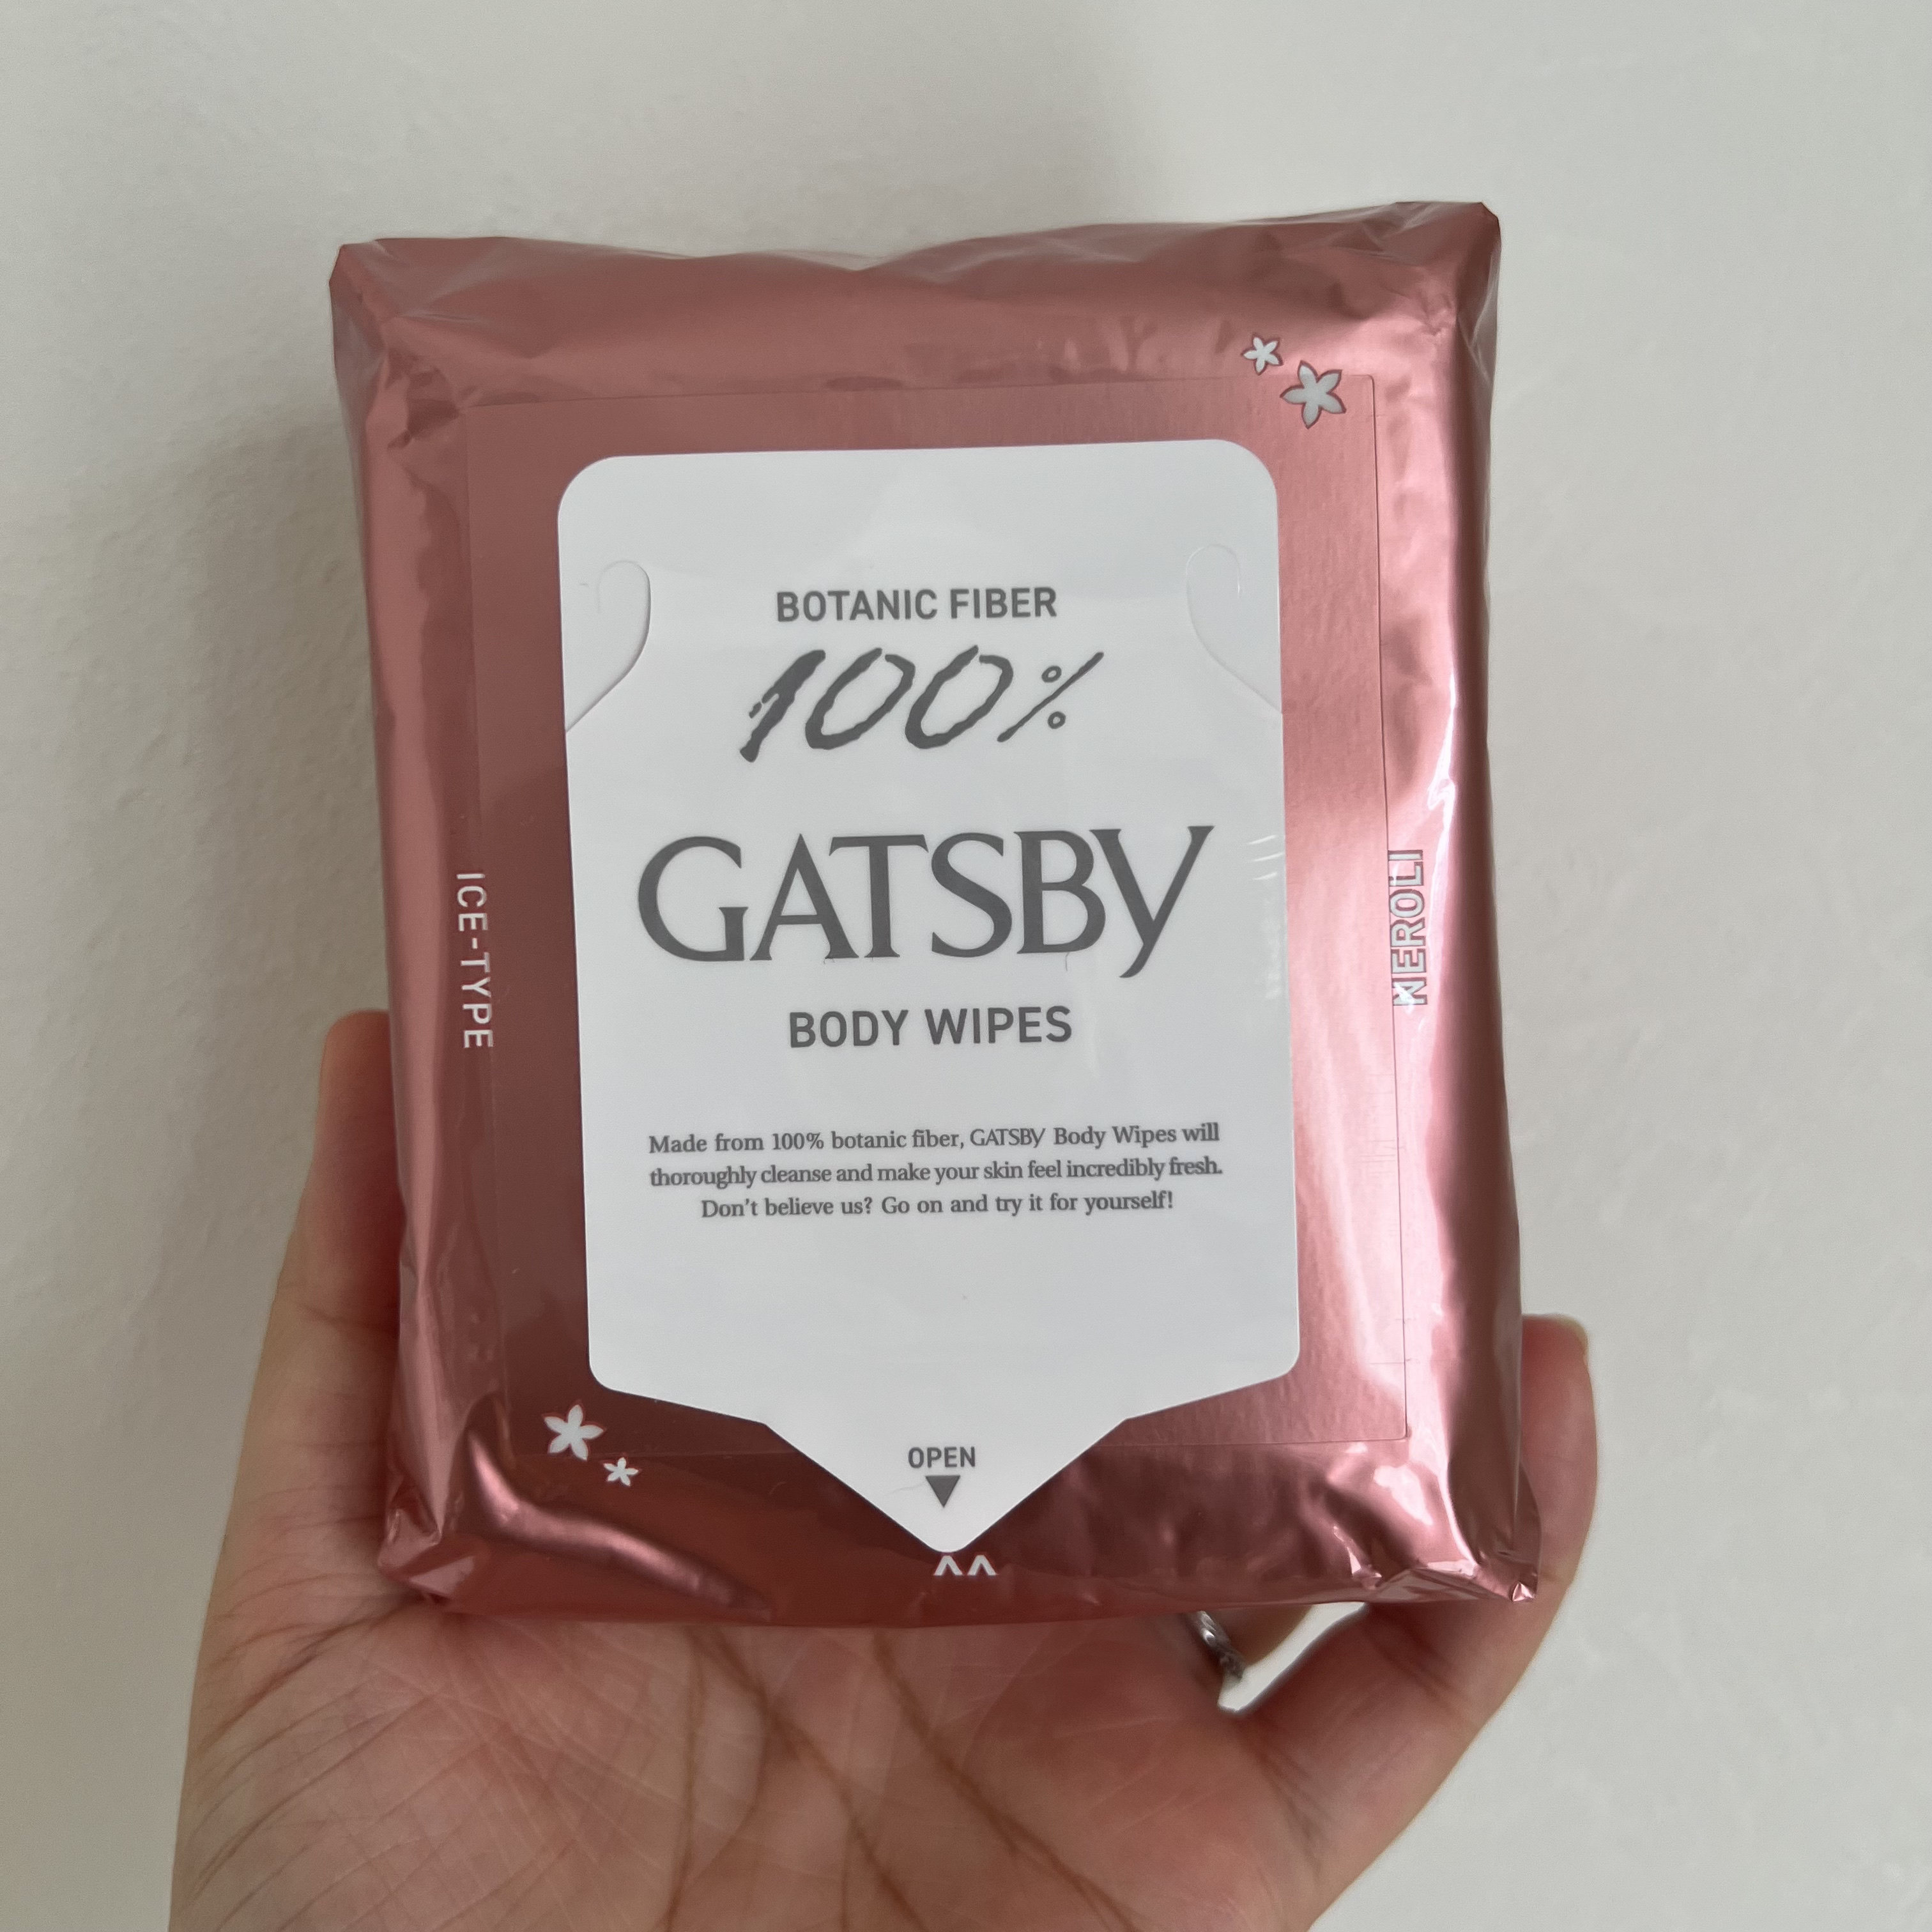 BOTANIC FIBER
100%
GATSBY
BODY WIPES
ICE-TYPE
NEROLI
Made from 100% botanic fiber, GATSBY Body Wipes will
thoroughly cleanse and make your skin feel incredibly fresh.
Don't believe us? Go on and try it for yourself!
OPEN